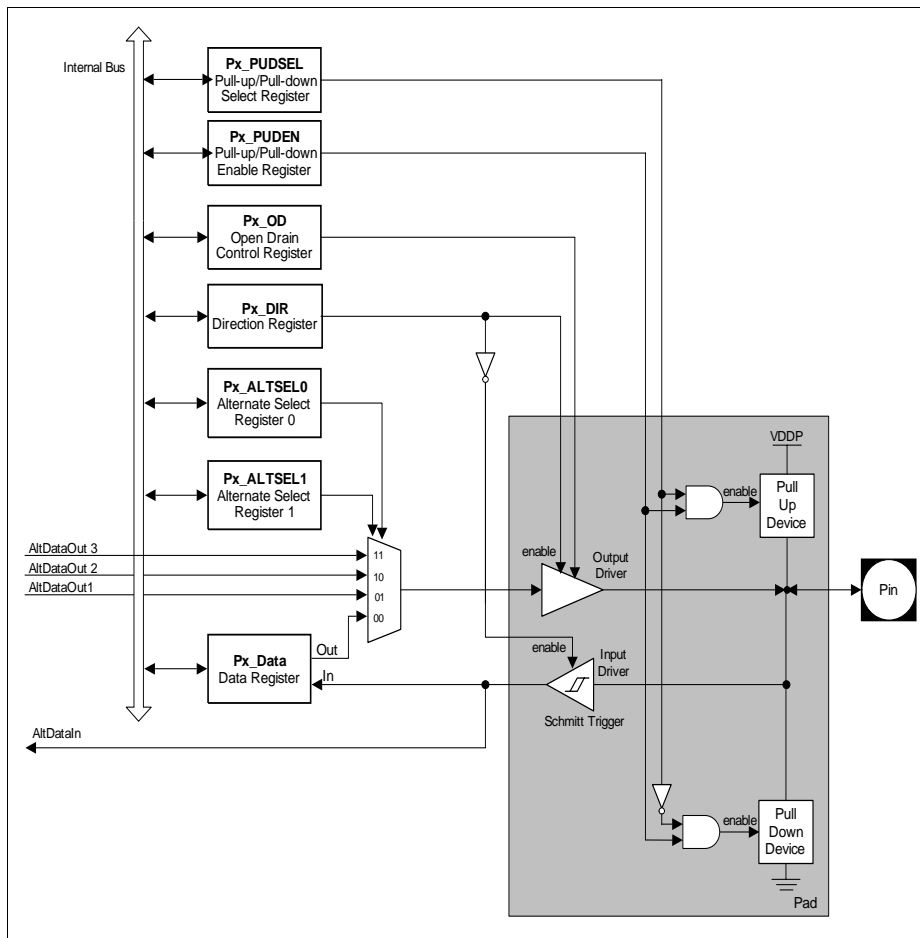 Internal Bus
Px_PUDSEL
Pull-up/Pull-down
Select Register
Px_PUDEN
Pull-up/Pull-down
Enable Register
Px_OD
Open Drain
Control Register
Px_DIR
Direction Register
Px_ALTSEL0
Alternate Select
Register 0
Px_ALTSEL1
Alternate Select
Register 1
AltDataOut 3
AltDataOut 2
AltDataOut1
11
10
01
00
Px_Data
Data Register
Out
In
AltDataIn
enable
Output
Driver
enable
Input
Driver
Schmitt Trigger
VDDP
enable
Pull
Up
Device
Pin
enable
Pull
Down
Device
Pad